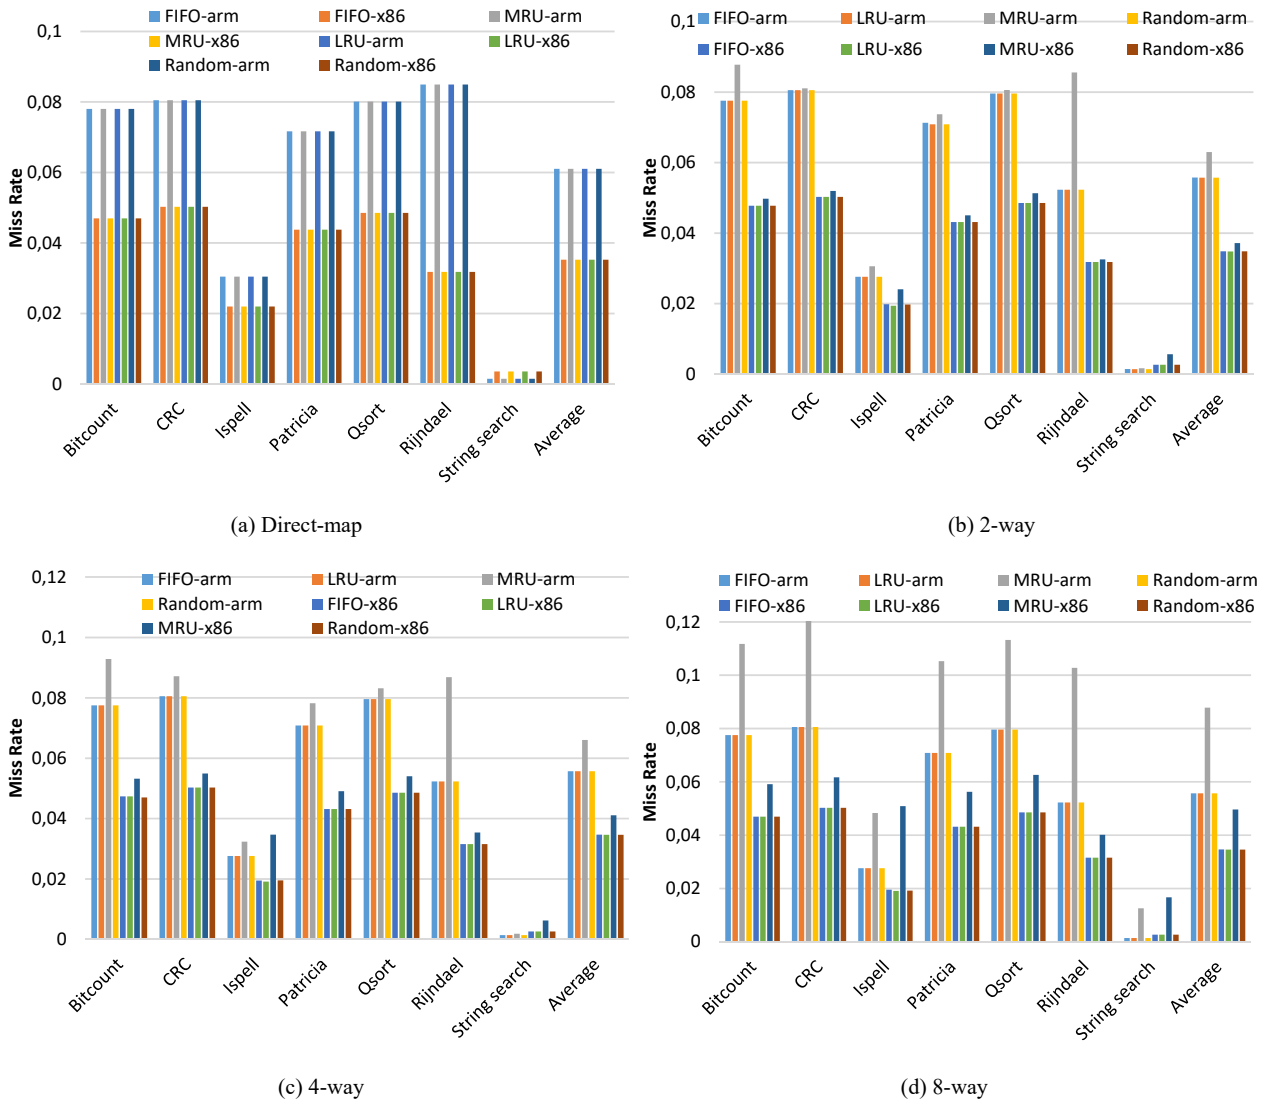 FIFO-arm FIFO-x86 MRU-arm
MRU-x86 LRU-arm LRU-x86
Random-arm Random-x86
0,1
0,08
0,06
0,04
0,02
0
Miss Rate
Bitcount CRC Ispell Patricia Qsort Rijndael String search Average
(a) Direct-map
FIFO-arm LRU-arm MRU-arm Random-arm
FIFO-x86 LRU-x86 MRU-x86 Random-x86
0,1
0,08
0,06
0,04
0,02
0
Miss Rate
Bitcount CRC Ispell Patricia Qsort Rijndael String search Average
(b) 2-way
FIFO-arm LRU-arm MRU-arm
Random-arm FIFO-x86 LRU-x86
MRU-x86 Random-x86
0,12
0,1
0,08
0,06
0,04
0,02
0
Miss Rate
Bitcount CRC Ispell Patricia Qsort Rijndael String search Average
(c) 4-way
FIFO-arm LRU-arm MRU-arm Random-arm
FIFO-x86 LRU-x86 MRU-x86 Random-x86
0,12
0,1
0,08
0,06
0,04
0,02
0
Miss Rate
Bitcount CRC Ispell Patricia Qsort Rijndael String search Average
(d) 8-way